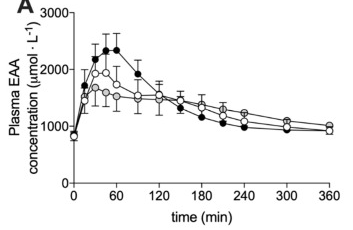 A
3000
2000
1000
0
Plasma EAA
concentration (μmol · L-1)
0 60 120 180 240 300 360
time (min)